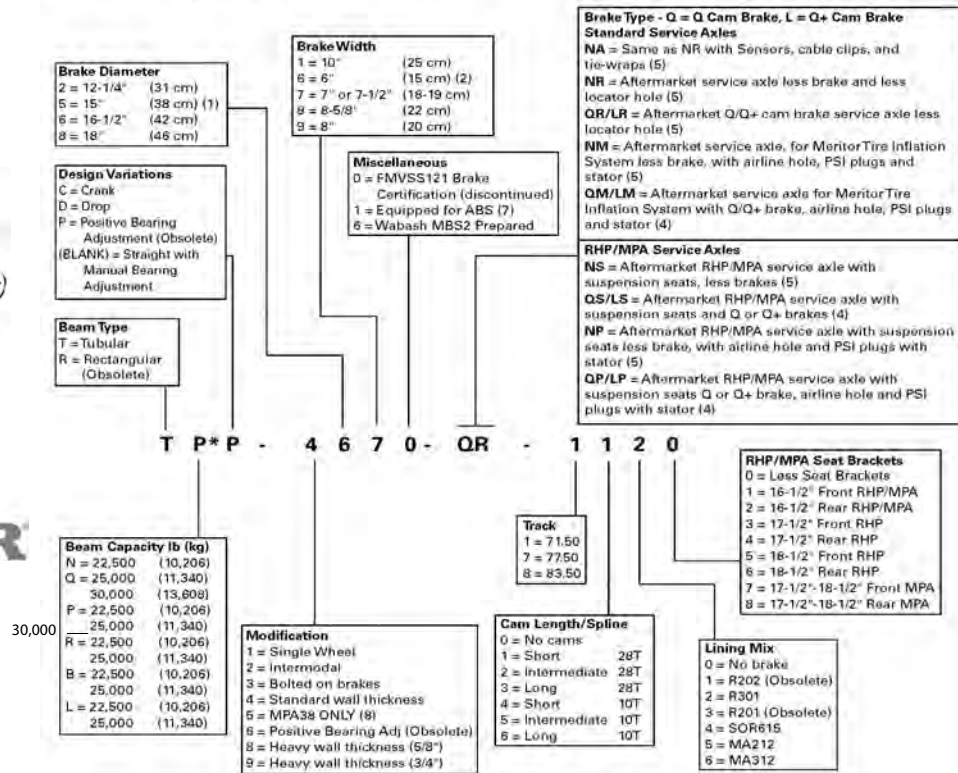 Brake Diameter
2 = 12-1/4" (31 cm)
5 = 15" (38 cm) (1)
6 = 16-1/2" (42 cm)
8 = 18" (46 cm)
Brake Width
1 = 10" (25 cm)
6 = 6" (15 cm) (2)
7 = 7" or 7-1/2" (18-19 cm)
8 = 8-5/8" (22 cm)
9 = 8" (20 cm)
Brake Type - Q = Q Cam Brake, L = Q+ Cam Brake
Standard Service Axles
NA = Same as NR with Sensors, cable clips, and
tie-wraps (5)
NR = Aftermarket service axle less brake and less
locator hole (5)
QR/LR = Aftermarket Q/Q+ cam brake service axle less
locator hole (5)
NM = Aftermarket service axle, for Meritor Tire Inflation
System less brake, with airline hole, PSI plugs and
stator (5)
QM/LM = Aftermarket service axle for Meritor Tire
Inflation System with Q/Q+ brake, airline hole, PSI plugs
and stator (4)
RHP/MPA Service Axles
NS = Aftermarket RHP/MPA service axle with
suspension seats, less brakes (5)
QS/LS = Aftermarket RHP/MPA service axle with
suspension seats and Q or Q+ brakes (4)
NP = Aftermarket RHP/MPA service axle with suspension
seats less brake, with airline hole and PSI plugs with
stator (5)
QP/LP = Aftermarket RHP/MPA service axle with
suspension seats Q or Q+ brake, airline hole and PSI
plugs with stator (4)
Miscellaneous
0 = FMVSS121 Brake
Certification (discontinued)
1 = Equipped for ABS (7)
6 = Wabash MBS2 Prepared
Design Variations
C = Crank
D = Drop
P = Positive Bearing
Adjustment (Obsolete)
(BLANK) = Straight with
Manual Bearing
Adjustment
Beam Type
T = Tubular
R = Rectangular
(Obsolete)
T P* P - 4 6 7 0 - QR - 1 1 2 0
R
Beam Capacity lb (kg)
N = 22,500 (10,206)
Q = 25,000 (11,340)
30,000 (13,608)
P = 22,500 (10,206)
25,000 (11,340)
30,000
R = 22,500 (10,206)
25,000 (11,340)
B = 22,500 (10,206)
25,000 (11,340)
L = 22,500 (10,206)
25,000 (11,340)
Modification
1 = Single Wheel
2 = Intermodal
3 = Bolted on brakes
4 = Standard wall thickness
5 = MPA38 ONLY (8)
6 = Positive Bearing Adj (Obsolete)
8 = Heavy wall thickness (5/8")
9 = Heavy wall thickness (3/4")
Track
1 = 71.50
7 = 77.50
8 = 83.50
Cam Length/Spline
0 = No cams
1 = Short 28T
2 = Intermediate 28T
3 = Long 28T
4 = Short 10T
5 = Intermediate 10T
6 = Long 10T
Lining Mix
0 = No brake
1 = R202 (Obsolete)
2 = R301
3 = R201 (Obsolete)
4 = SOR615
5 = MA212
6 = MA312
RHP/MPA Seat Brackets
0 = Less Seat Brackets
1 = 16-1/2" Front RHP/MPA
2 = 16-1/2" Rear RHP/MPA
3 = 17-1/2" Front RHP
4 = 17-1/2" Rear RHP
5 = 18-1/2" Front RHP
6 = 18-1/2" Rear RHP
7 = 17-1/2"-18-1/2" Front MPA
8 = 17-1/2"-18-1/2" Rear MPA